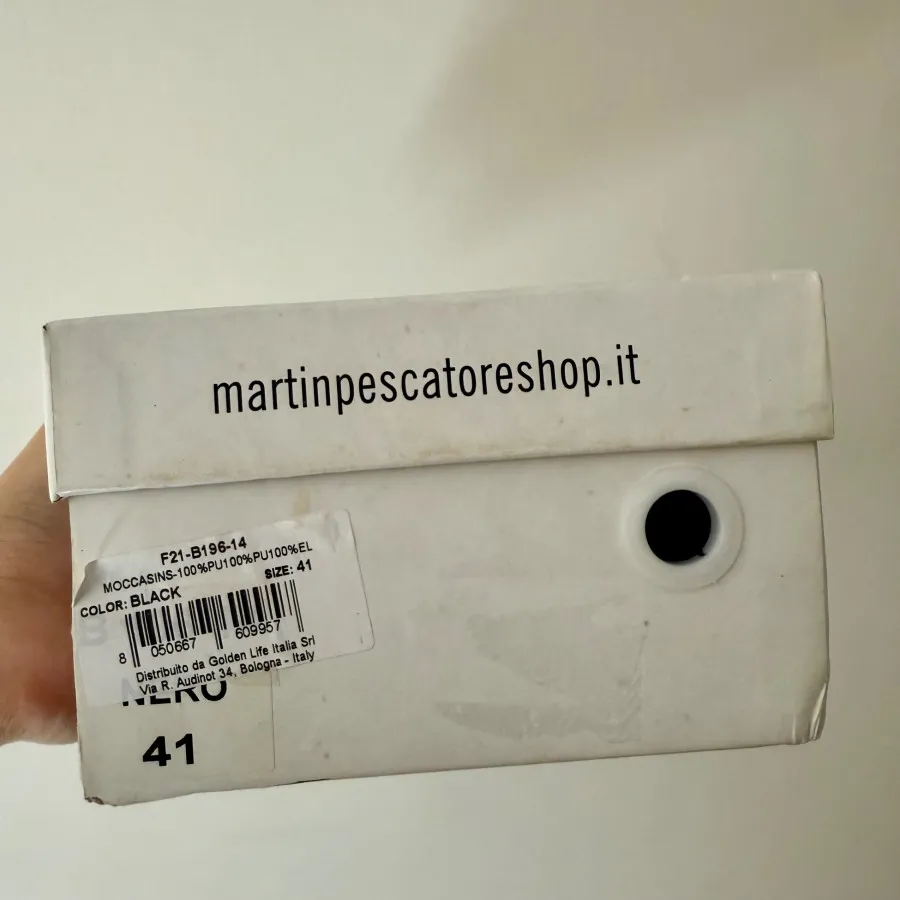 martinpescatoreshop.it
F21-B196-14
MOCCASINS-100%PU100%PU100%EL
SIZE: 41
COLOR: BLACK
8 050667 609957
Distribuito da Golden Life Italia Srl
Via R. Audinot 34, Bologna - Italy
NERO
41